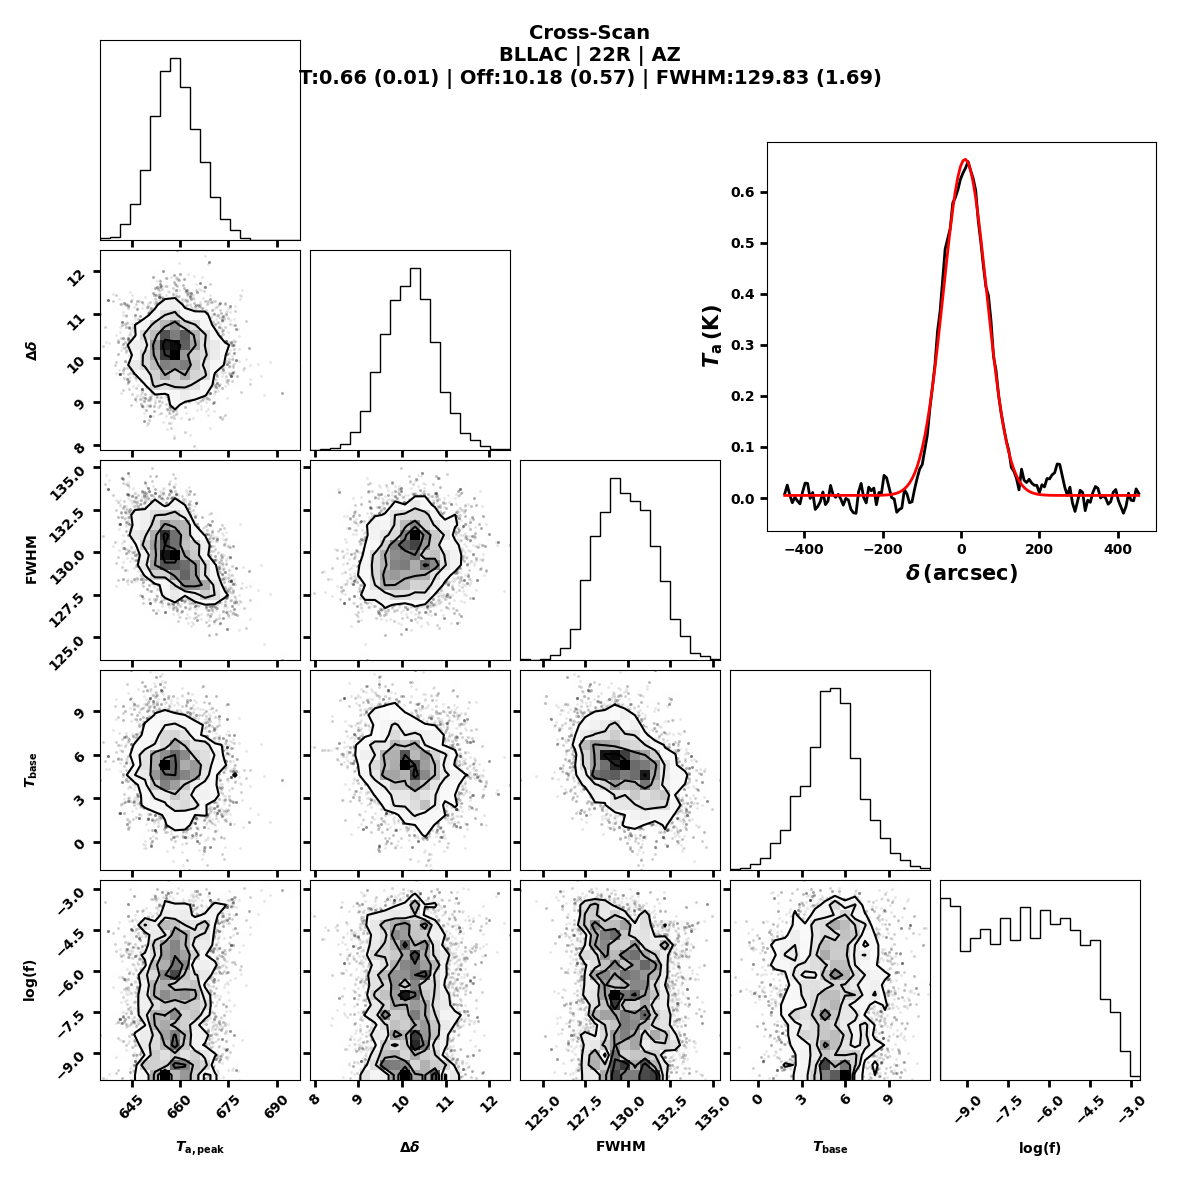 Cross-Scan
BLLAC | 22R | AZ
T:0.66 (0.01) | Off:10.18 (0.57) | FWHM:129.83 (1.69)
0.6
0.5
0.4
0.3
0.2
0.1
0.0
Ta (K)
−400 −200 0 200 400
δ (arcsec)
12
11
10
9
8
Δδ
135.0
132.5
130.0
127.5
125.0
FWHM
9
6
3
0
Tbase
−3.0
−4.5
−6.0
−7.5
−9.0
log(f)
645 660 675 690
8 9 10 11 12
125.0 127.5 130.0 132.5 135.0
0 3 6 9
−9.0 −7.5 −6.0 −4.5 −3.0
Ta, peak Δδ FWHM Tbase log(f)